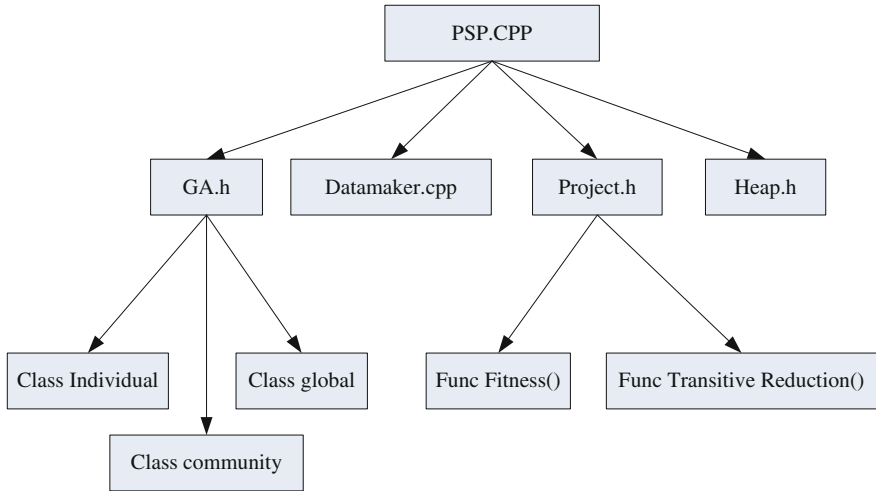 PSP.CPP
GA.h
Datamaker.cpp
Project.h
Heap.h
Class Individual
Class global
Func Fitness()
Func Transitive Reduction()
Class community